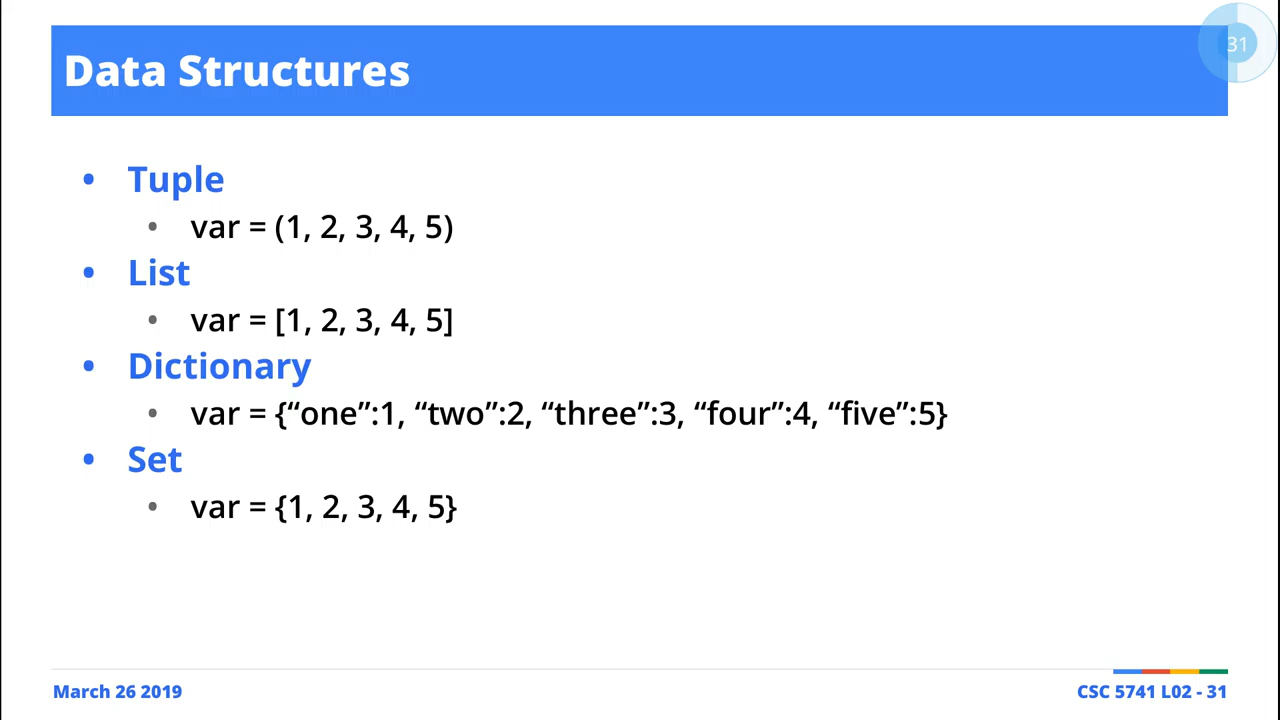 31
Data Structures
• Tuple
• var = (1, 2, 3, 4, 5)
• List
• var = [1, 2, 3, 4, 5]
• Dictionary
• var = {“one”:1, “two”:2, “three”:3, “four”:4, “five”:5}
• Set
• var = {1, 2, 3, 4, 5}
March 26 2019
CSC 5741 L02 - 31